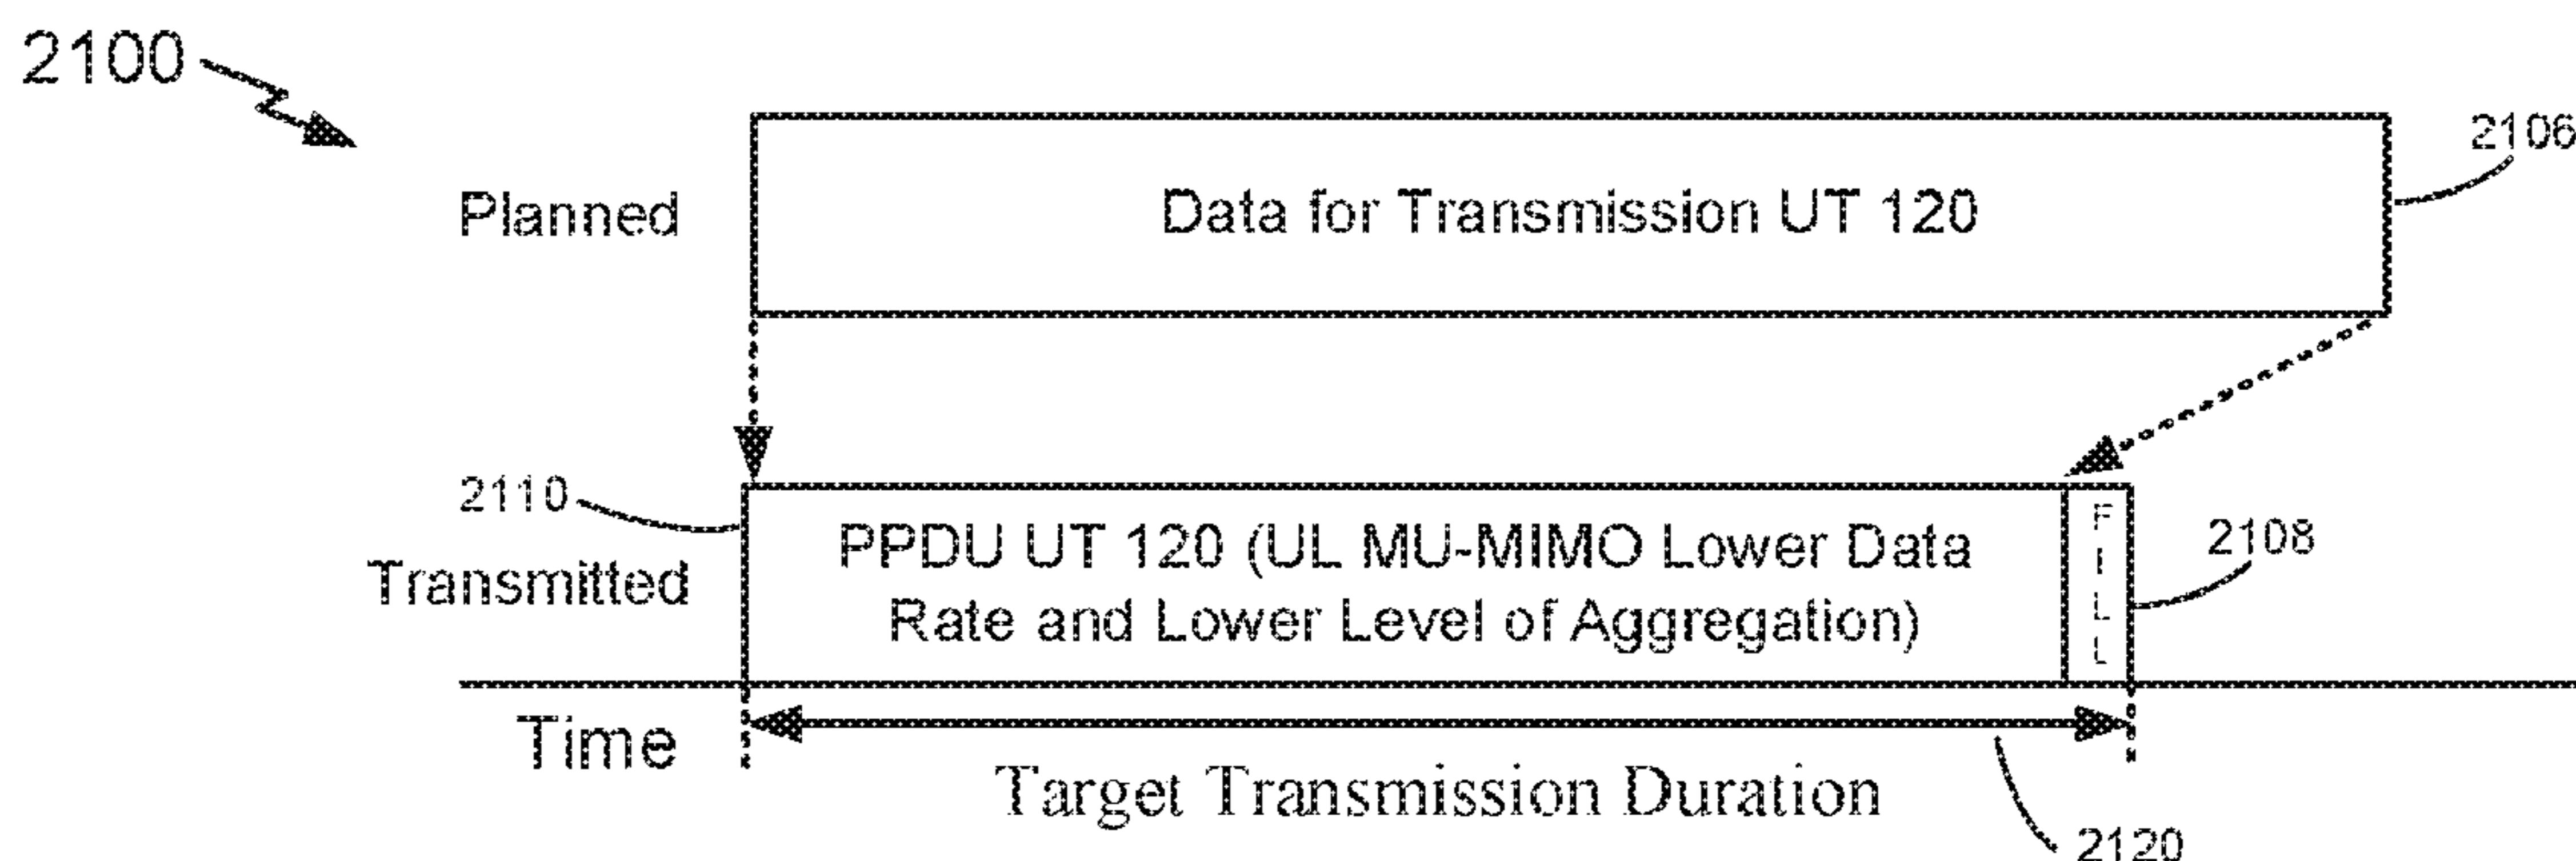 2100
2106
Planned
Data for Transmission UT 120
2110
PPDU UT 120 (UL MU-MIMO Lower Data
Rate and Lower Level of Aggregation)
FILL
2108
Transmitted
Time
Target Transmission Duration
2120